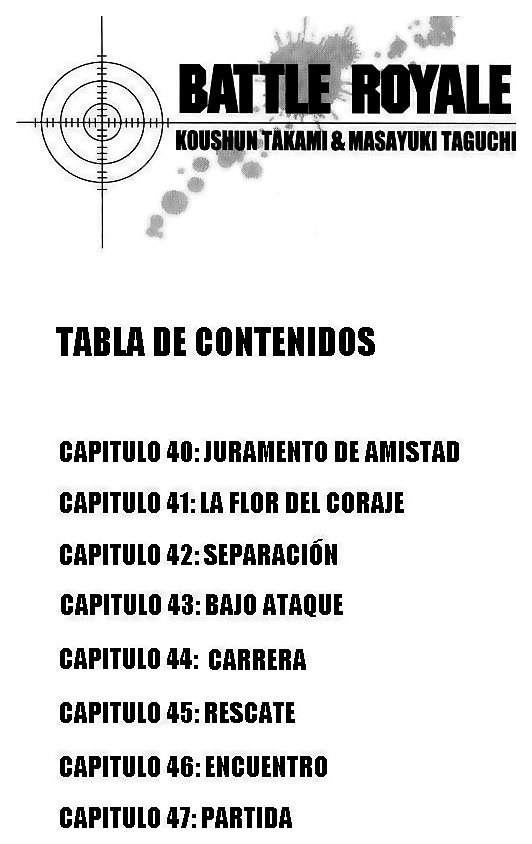 BATTLE ROYALE
KOUSHUN TAKAMI & MASAYUKI TAGUCHI
TABLA DE CONTENIDOS
CAPITULO 40: JURAMENTO DE AMISTAD
CAPITULO 41: LA FLOR DEL CORAJE
CAPITULO 42: SEPARACIÓN
CAPITULO 43: BAJO ATAQUE
CAPITULO 44: CARRERA
CAPITULO 45: RESCATE
CAPITULO 46: ENCUENTRO
CAPITULO 47: PARTIDA